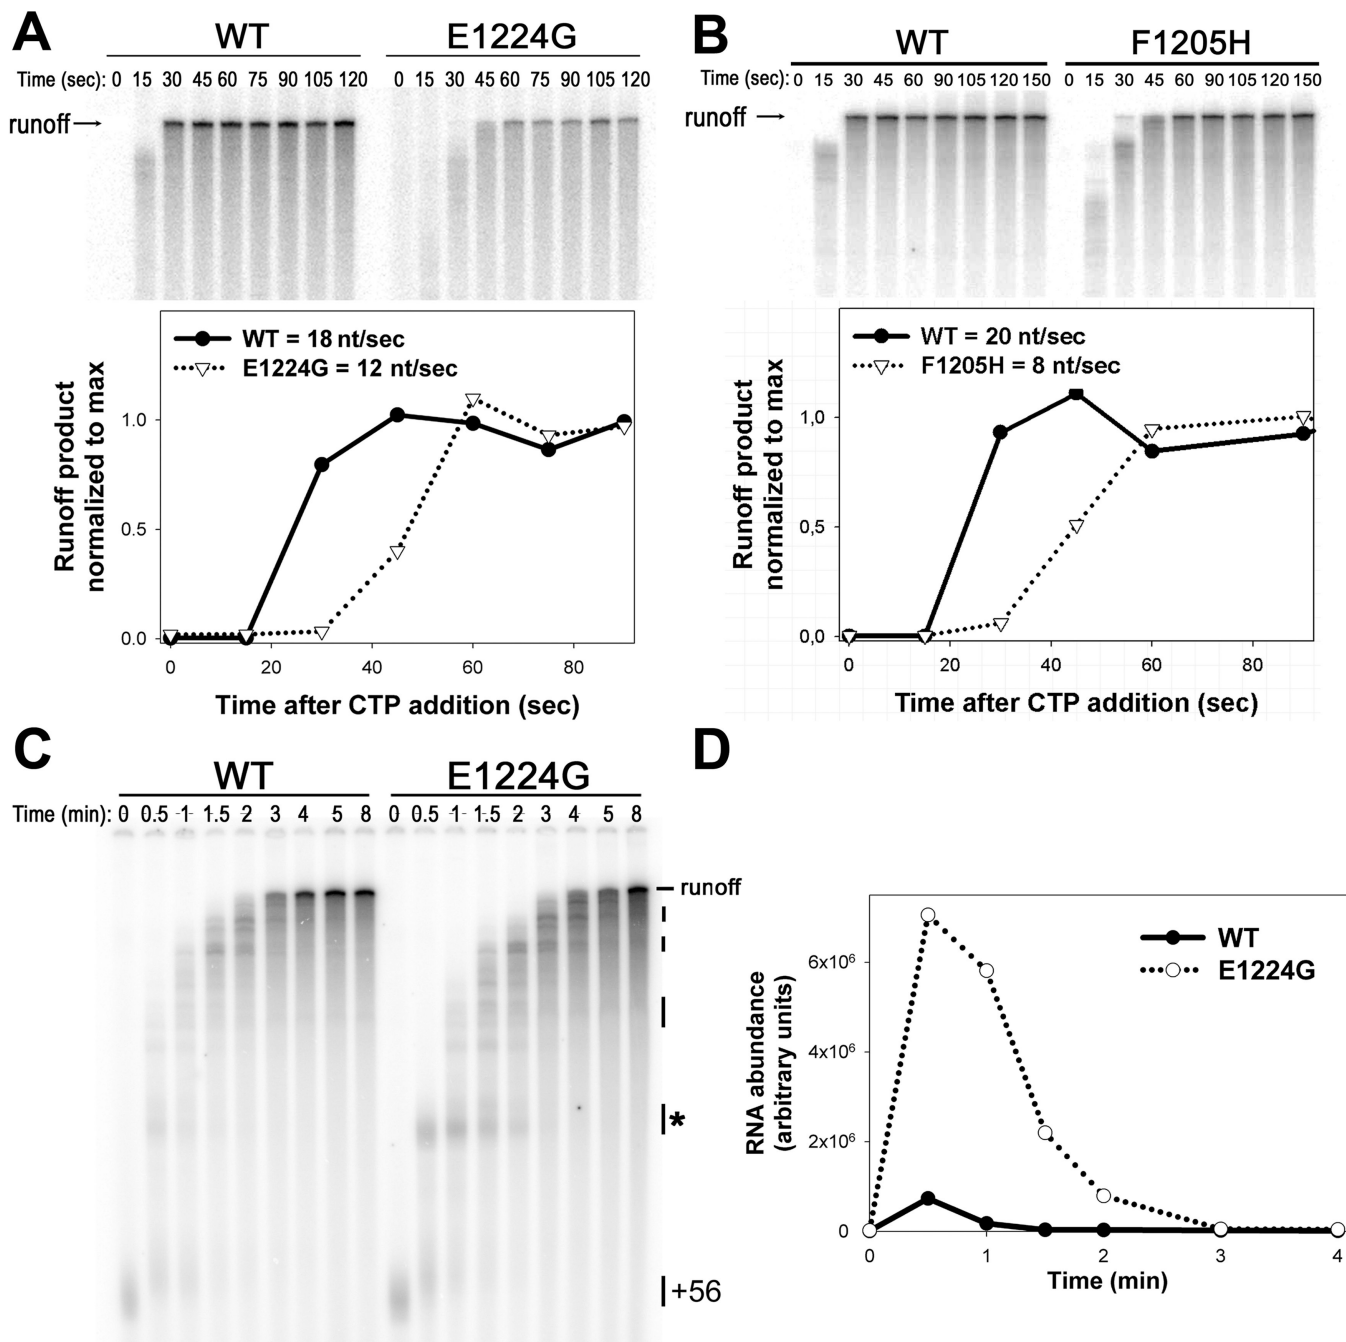 A
WT
E1224G
Time (sec): 0 15 30 45 60 75 90 105 120
0 15 30 45 60 75 90 105 120
runoff
WT = 18 nt/sec
E1224G = 12 nt/sec
Runoff product
normalized to max
1.0
0.5
0.0
0 20 40 60 80
Time after CTP addition (sec)
B
WT
F1205H
Time (sec): 0 15 30 45 60 90 105 120 150
0 15 30 45 60 90 105 120 150
runoff
WT = 20 nt/sec
F1205H = 8 nt/sec
Runoff product
normalized to max
1,0
0,5
0,0
0 20 40 60 80
Time after CTP addition (sec)
C
WT
E1224G
Time (min): 0 0.5 1 1.5 2 3 4 5 8
0 0.5 1 1.5 2 3 4 5 8
runoff
*
+56
D
WT
E1224G
RNA abundance
(arbitrary units)
6x10⁶
4x10⁶
2x10⁶
0
0 1 2 3 4
Time (min)